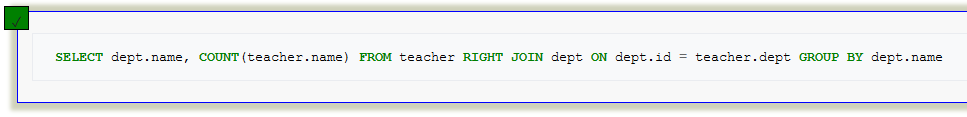 ✓
SELECT dept.name, COUNT(teacher.name) FROM teacher RIGHT JOIN dept ON dept.id = teacher.dept GROUP BY dept.name